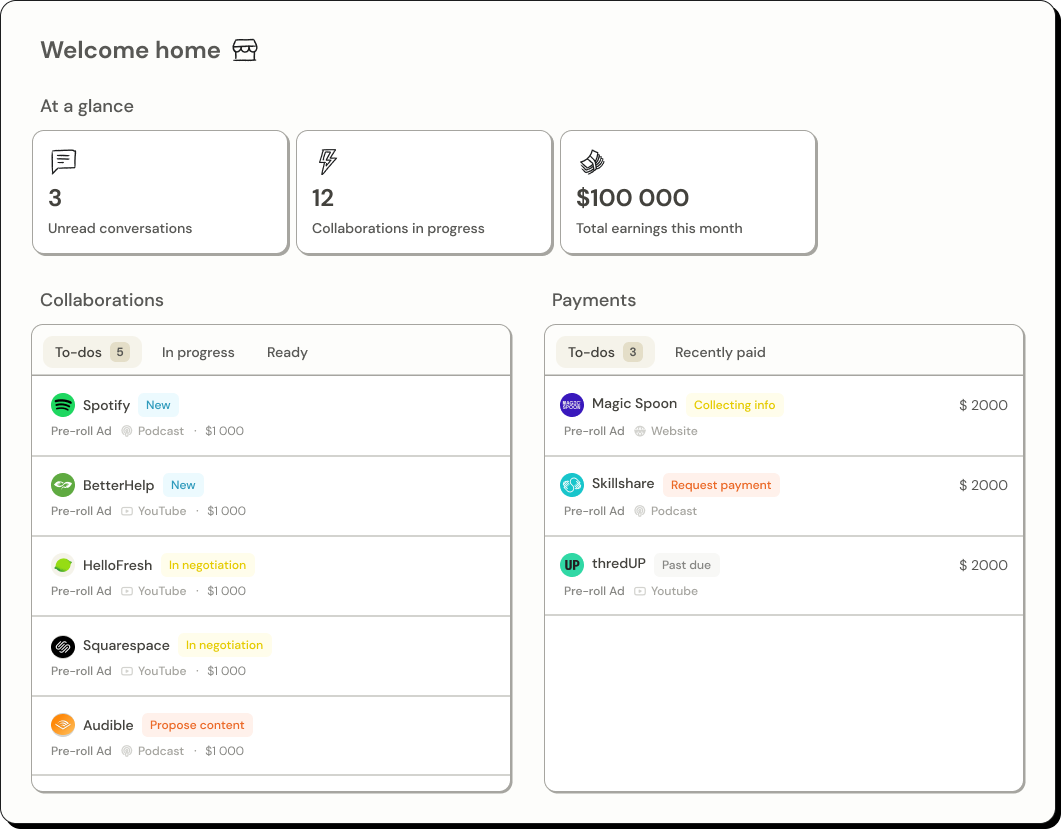 Welcome home
At a glance
3
Unread conversations
12
Collaborations in progress
$100 000
Total earnings this month
Collaborations
To-dos 5 In progress Ready
Spotify New
Pre-roll Ad Podcast · $1 000
BetterHelp New
Pre-roll Ad YouTube · $1 000
HelloFresh In negotiation
Pre-roll Ad YouTube · $1 000
Squarespace In negotiation
Pre-roll Ad YouTube · $1 000
Audible Propose content
Pre-roll Ad Podcast · $1 000
Payments
To-dos 3 Recently paid
MAGIC SPOON Magic Spoon Collecting info $ 2000
Pre-roll Ad Website
Skillshare Request payment $ 2000
Pre-roll Ad Podcast
UP thredUP Past due $ 2000
Pre-roll Ad Youtube